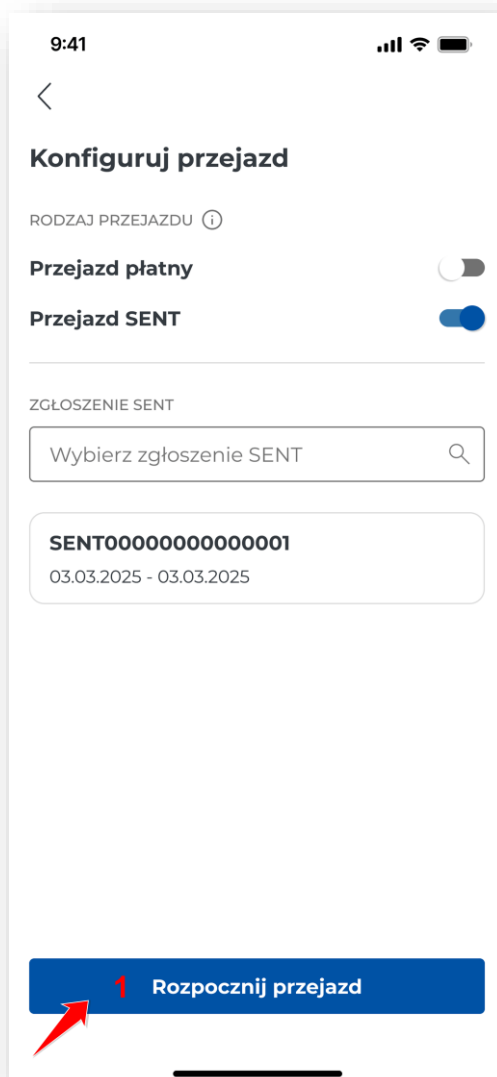 9:41
Konfiguruj przejazd
RODZAJ PRZEJAZDU
Przejazd płatny
Przejazd SENT
ZGŁOSZENIE SENT
Wybierz zgłoszenie SENT
SENT00000000000001
03.03.2025 - 03.03.2025
1 Rozpocznij przejazd